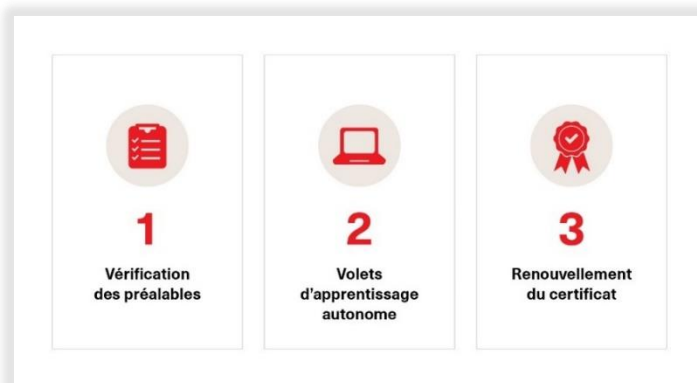 1
Vérification
des préalables
2
Volets
d'apprentissage
autonome
3
Renouvellement
du certificat